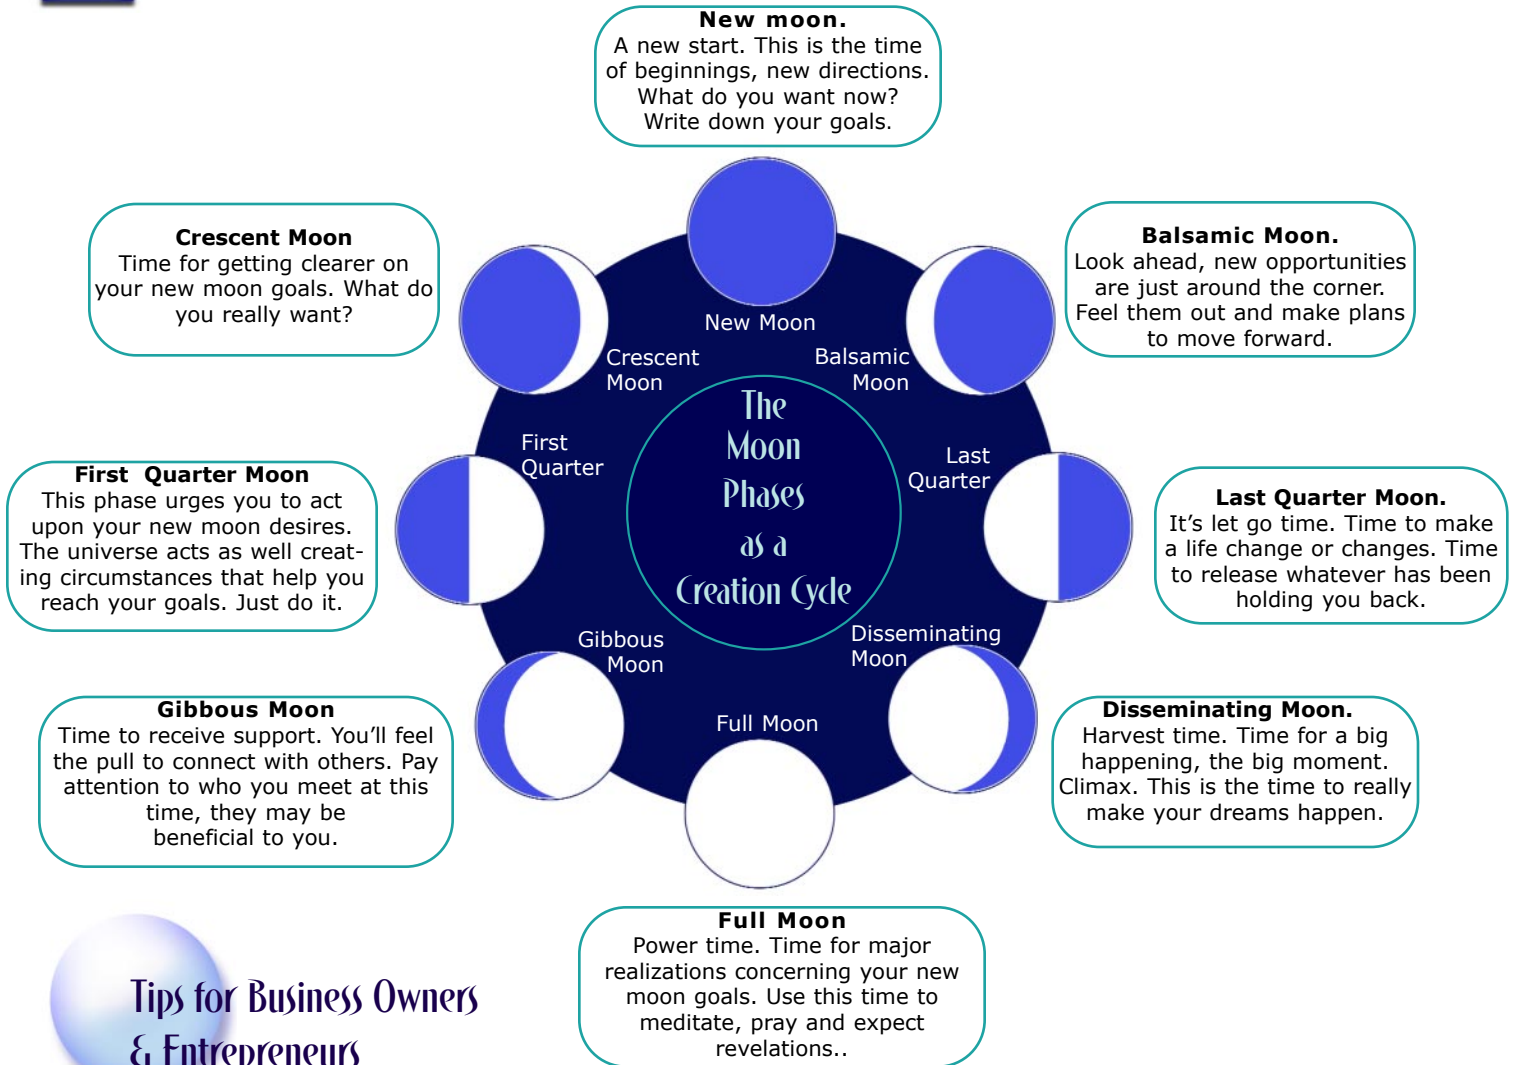 New moon.
A new start. This is the time
of beginnings, new directions.
What do you want now?
Write down your goals.
Crescent Moon
Time for getting clearer on
your new moon goals. What do
you really want?
Balsamic Moon.
Look ahead, new opportunities
are just around the corner.
Feel them out and make plans
to move forward.
New Moon
Crescent
Moon
Balsamic
Moon
First
Quarter
Last
Quarter
The
Moon
Phases
as a
Creation Cycle
Gibbous
Moon
Disseminating
Moon
Full Moon
First  Quarter Moon
This phase urges you to act
upon your new moon desires.
The universe acts as well creat-
ing circumstances that help you
reach your goals. Just do it.
Last Quarter Moon.
It’s let go time. Time to make
a life change or changes. Time
to release whatever has been
holding you back.
Gibbous Moon
Time to receive support. You’ll feel
the pull to connect with others. Pay
attention to who you meet at this
time, they may be
beneficial to you.
Disseminating Moon.
Harvest time. Time for a big
happening, the big moment.
Climax. This is the time to really
make your dreams happen.
Full Moon
Power time. Time for major
realizations concerning your new
moon goals. Use this time to
meditate, pray and expect
revelations..
Tips for Business Owners
& Entrepreneurs